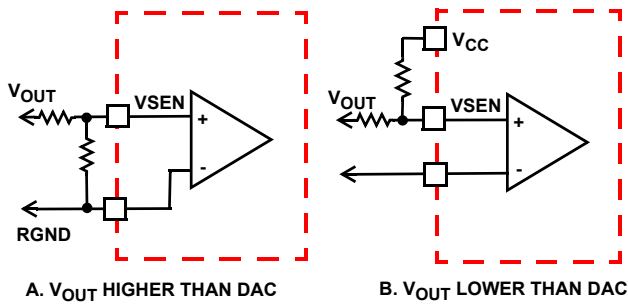 VOUT
VSEN
+
-
RGND
A. VOUT HIGHER THAN DAC
VCC
VOUT
VSEN
+
-
B. VOUT LOWER THAN DAC